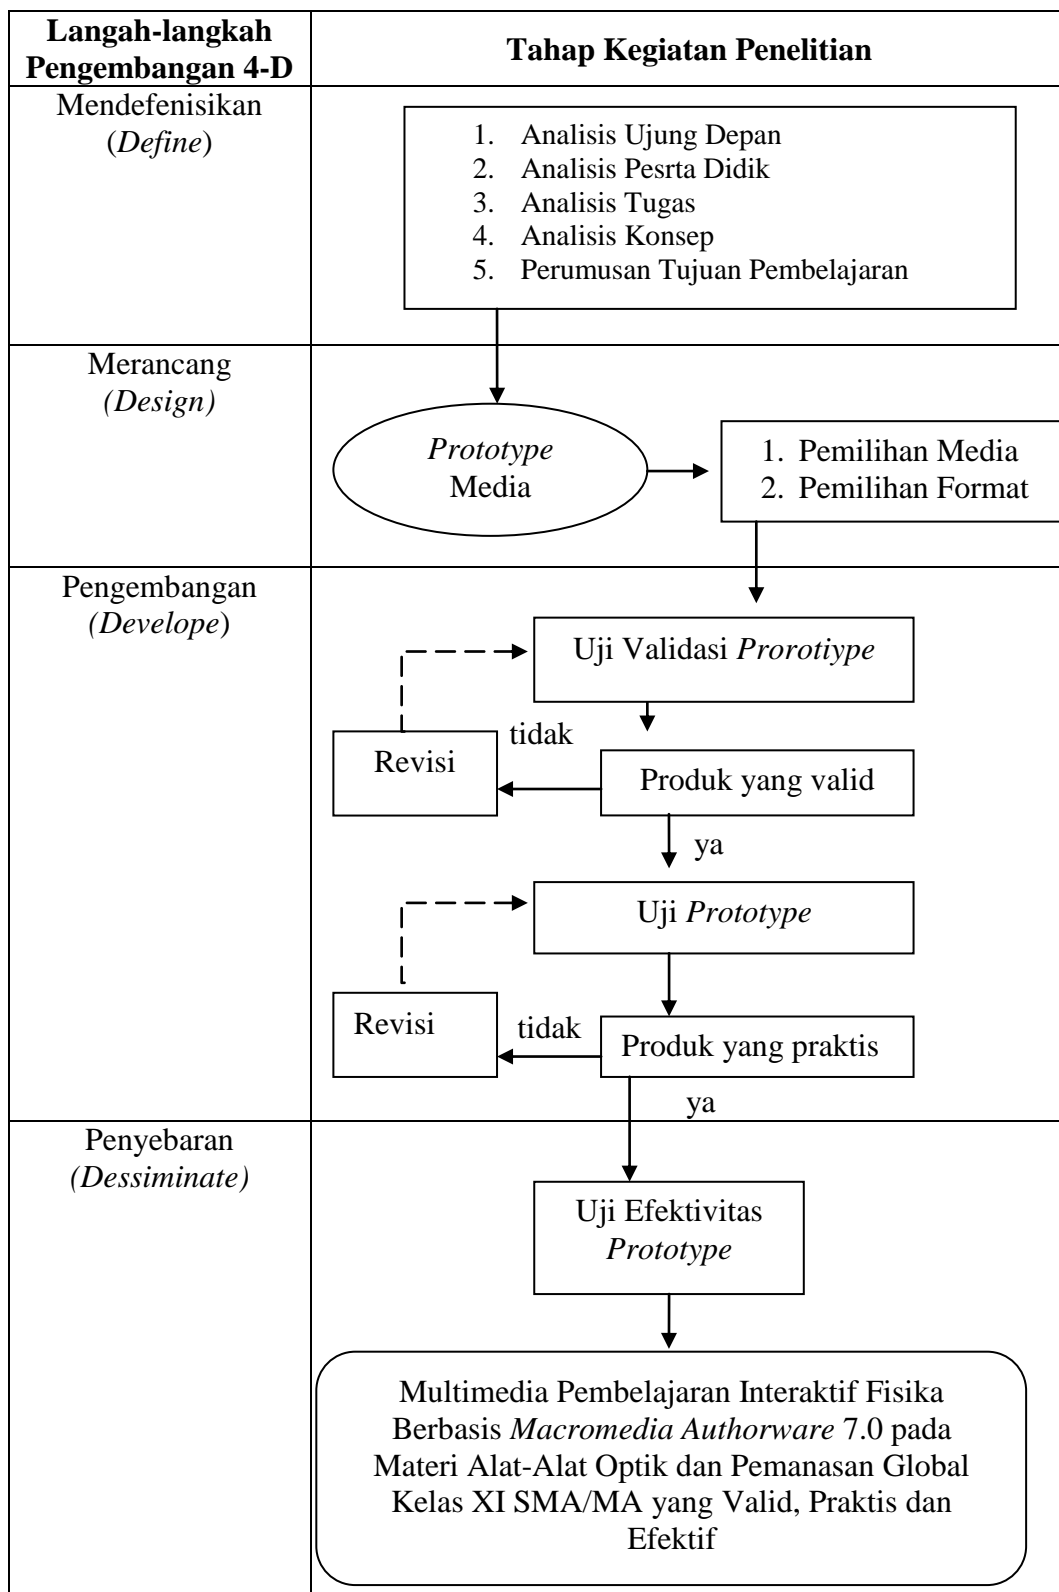 Langah-langkah
Pengembangan 4-D
Tahap Kegiatan Penelitian
Mendefenisikan
(Define)
1. Analisis Ujung Depan
2. Analisis Pesrta Didik
3. Analisis Tugas
4. Analisis Konsep
5. Perumusan Tujuan Pembelajaran
Merancang
(Design)
Prototype
Media
1. Pemilihan Media
2. Pemilihan Format
Pengembangan
(Develope)
Uji Validasi Prorotiype
tidak
Revisi
Produk yang valid
ya
Uji Prototype
Revisi
tidak
Produk yang praktis
ya
Penyebaran
(Dessiminate)
Uji Efektivitas
Prototype
Multimedia Pembelajaran Interaktif Fisika
Berbasis Macromedia Authorware 7.0 pada
Materi Alat-Alat Optik dan Pemanasan Global
Kelas XI SMA/MA yang Valid, Praktis dan
Efektif